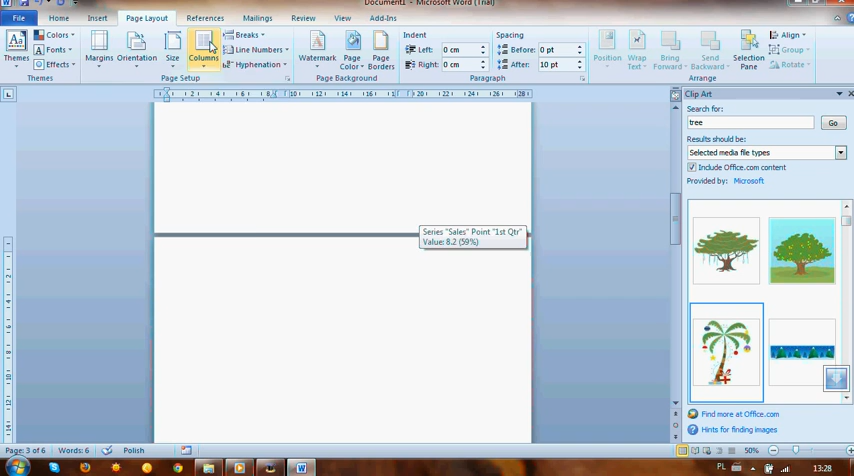 Document1 - Microsoft Word (Trial)
File Home Insert Page Layout References Mailings Review View Add-Ins
Themes Colors Fonts Effects
Margins Orientation Size Columns Breaks Line Numbers Hyphenation
Watermark Page Color Page Borders
Indent Spacing
Left: 0 cm Before: 0 pt
Right: 0 cm After: 10 pt
Position Wrap Text Bring Forward Send Backward Selection Pane Align Group Rotate
Themes Page Setup Page Background Paragraph Arrange
Clip Art
Search for:
tree Go
Results should be:
Selected media file types
Include Office.com content
Provided by: Microsoft
Series "Sales" Point "1st Qtr"
Value: 8.2 (59%)
Find more at Office.com
Hints for finding images
Page: 3 of 6 Words: 6 Polish 50%
PL 13:28